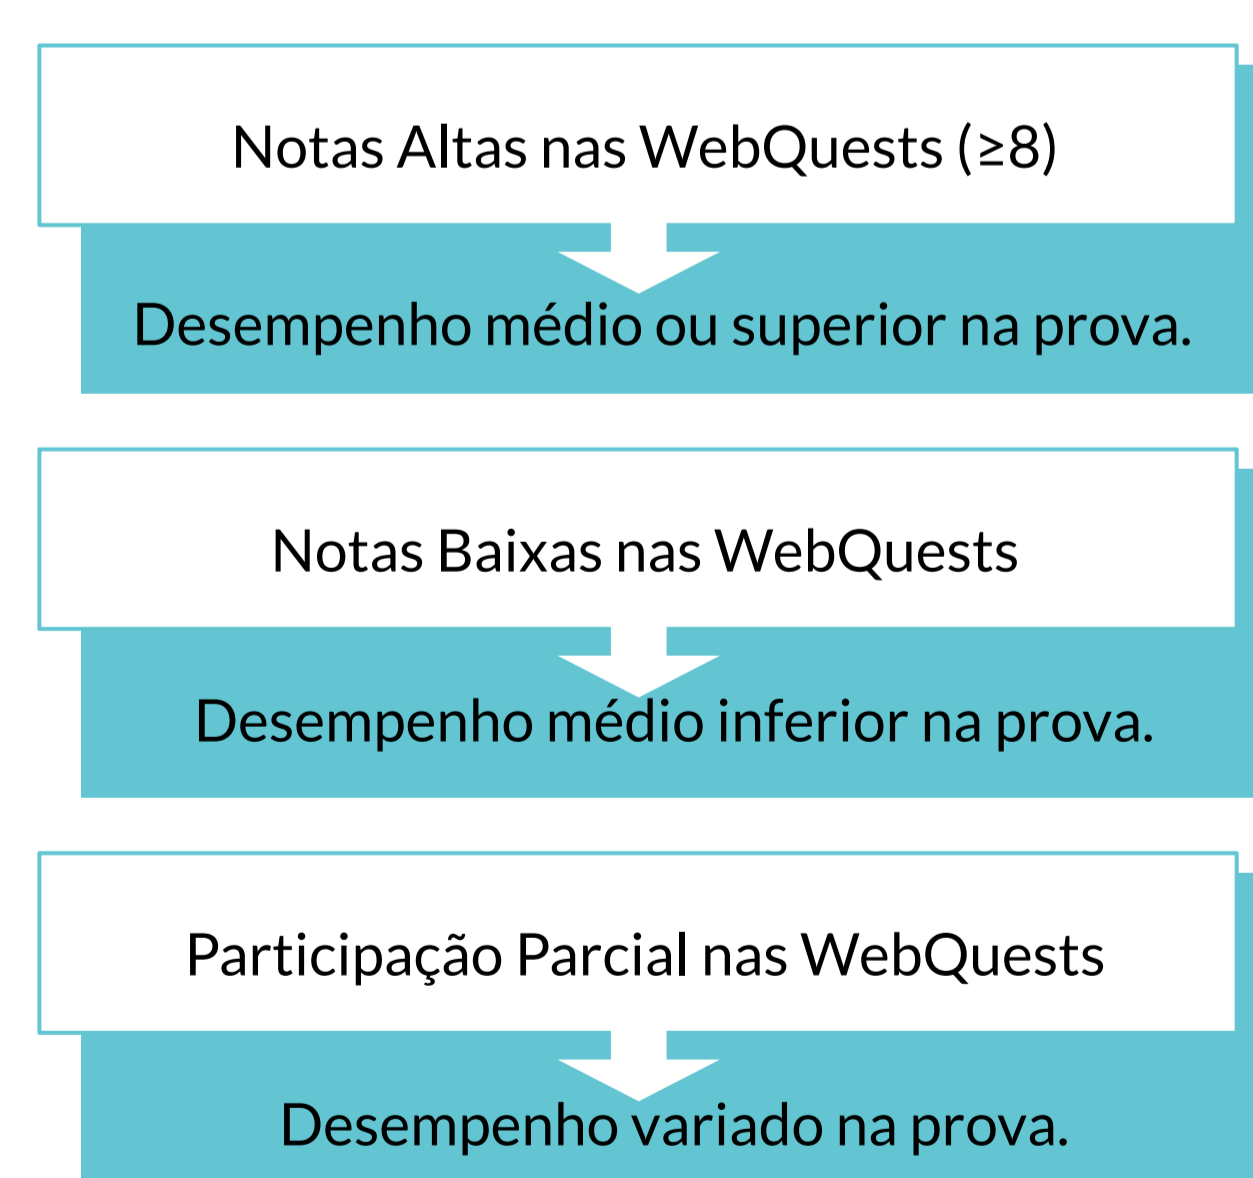 Notas Altas nas WebQuests (≥8)
Desempenho médio ou superior na prova.
Notas Baixas nas WebQuests
Desempenho médio inferior na prova.
Participação Parcial nas WebQuests
Desempenho variado na prova.